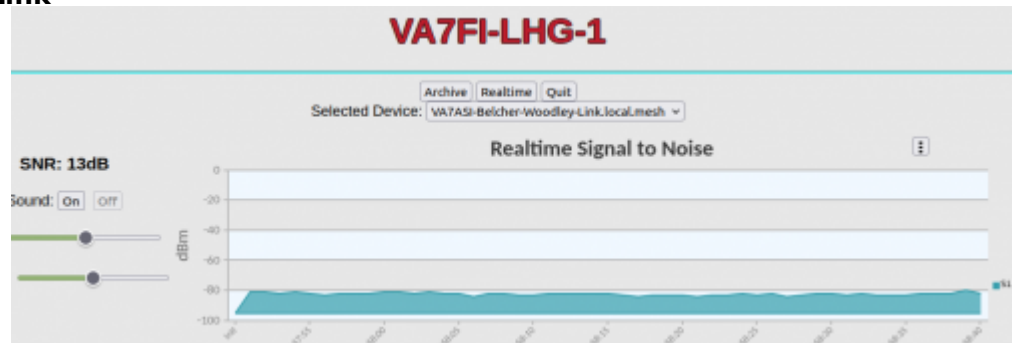 VA7FI-LHG-1
Archive Realtime Quit
Selected Device: VA7ASI-Belcher-Woodley-Link.local.mesh
Realtime Signal to Noise
SNR: 13dB
Sound: On Off
dBm
0
-20
-40
-60
-80
-100
S1